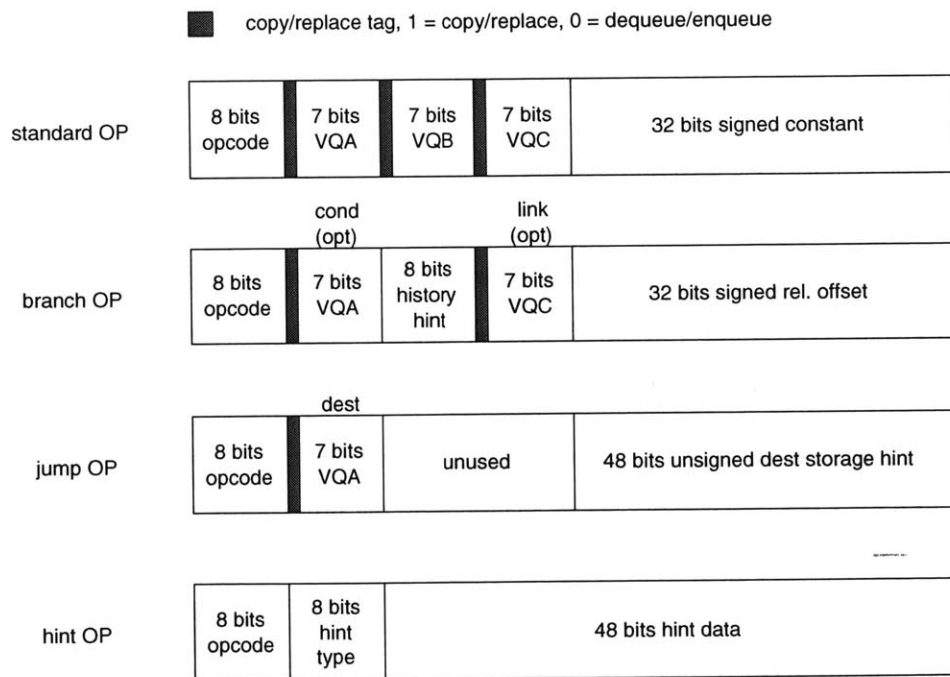 copy/replace tag, 1 = copy/replace, 0 = dequeue/enqueue
standard OP
8 bits
opcode
7 bits
VQA
7 bits
VQB
7 bits
VQC
32 bits signed constant
cond
(opt)
link
(opt)
branch OP
8 bits
opcode
7 bits
VQA
8 bits
history
hint
7 bits
VQC
32 bits signed rel. offset
dest
jump OP
8 bits
opcode
7 bits
VQA
unused
48 bits unsigned dest storage hint
hint OP
8 bits
opcode
8 bits
hint
type
48 bits hint data